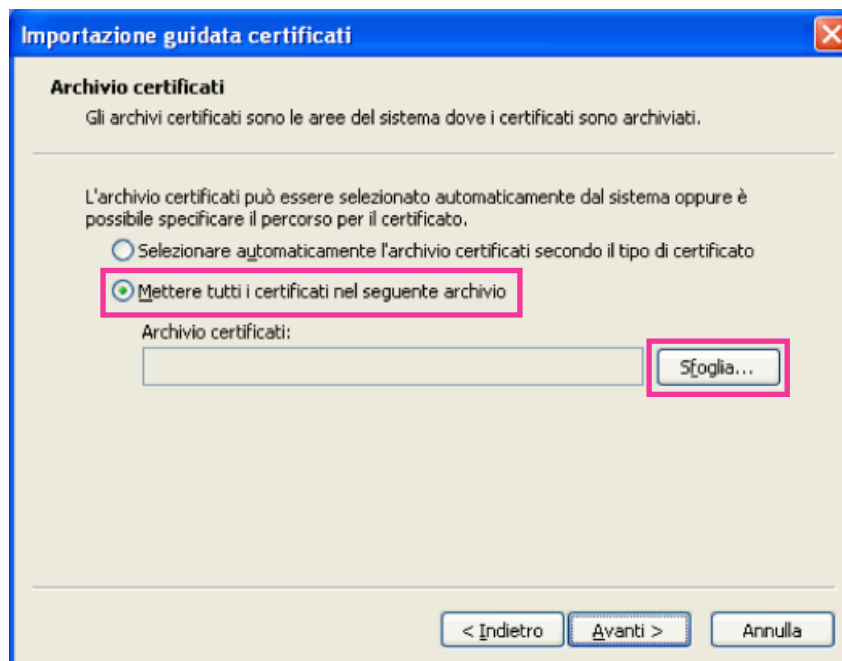 Importazione guidata certificati
Archivio certificati
Gli archivi certificati sono le aree del sistema dove i certificati sono archiviati.
L'archivio certificati può essere selezionato automaticamente dal sistema oppure è
possibile specificare il percorso per il certificato.
Selezionare automaticamente l'archivio certificati secondo il tipo di certificato
Mettere tutti i certificati nel seguente archivio
Archivio certificati:
Sfoglia...
< Indietro Avanti > Annulla